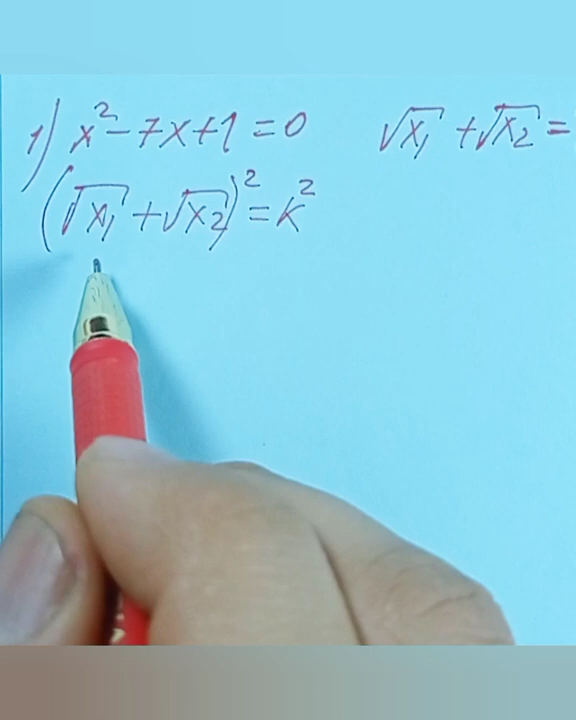 1) x² - 7x + 1 = 0 √x₁ + √x₂ =
(√x₁ + √x₂)² = k²